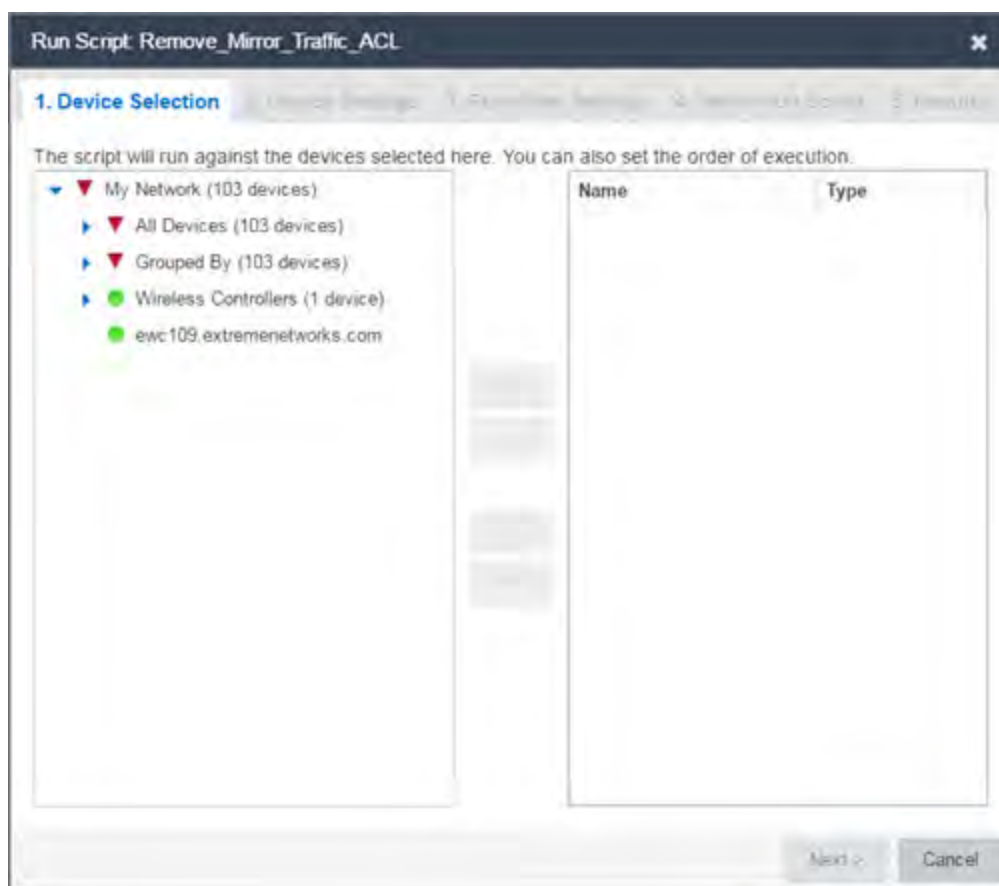 Run Script: Remove_Mirror_Traffic_ACL
1. Device Selection
The script will run against the devices selected here. You can also set the order of execution.
My Network (103 devices)
All Devices (103 devices)
Grouped By (103 devices)
Wireless Controllers (1 device)
ewc109.extremenetworks.com
Name Type
Next > Cancel